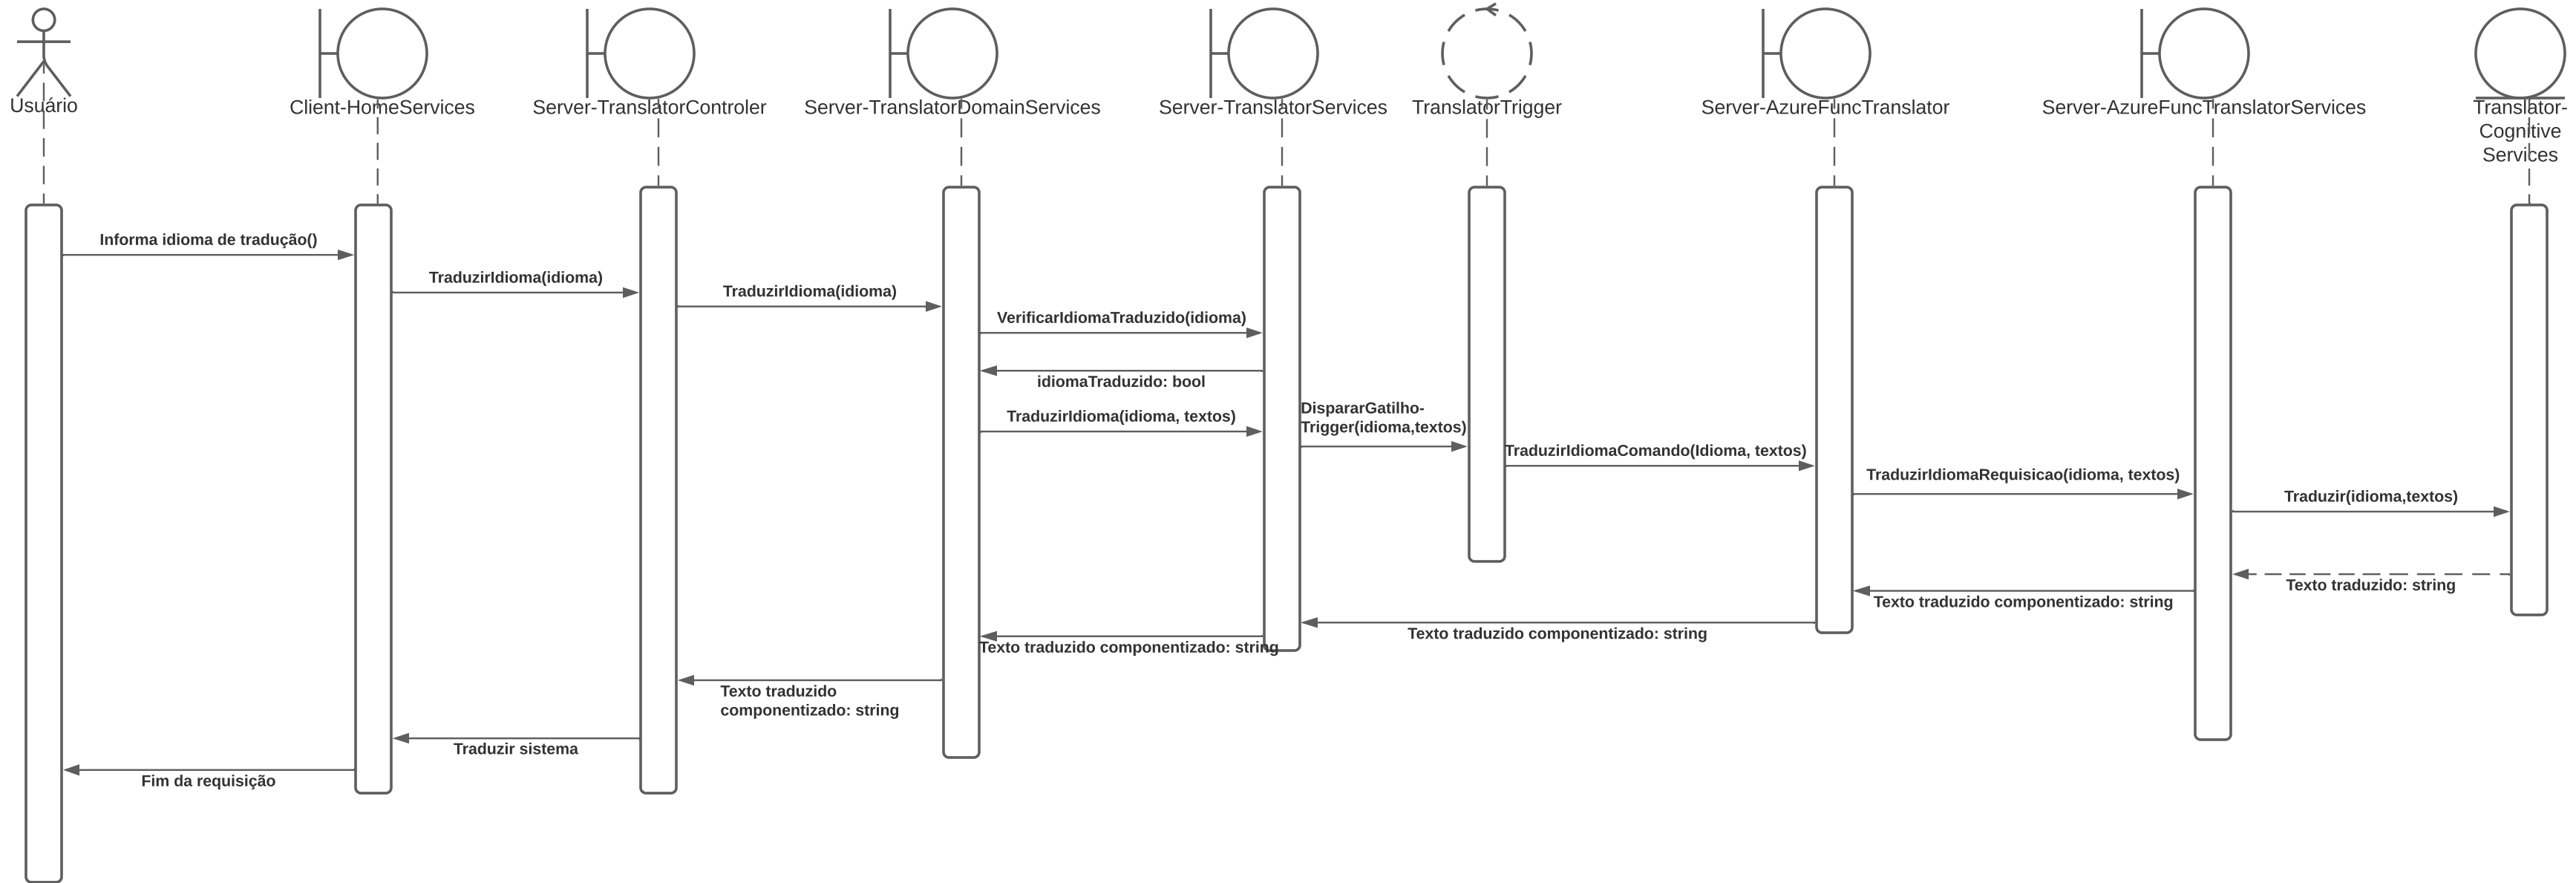 Usuário
Client-HomeServices
Server-TranslatorControler
Server-TranslatorDomainServices
Server-TranslatorServices
TranslatorTrigger
Server-AzureFuncTranslator
Server-AzureFuncTranslatorServices
Translator-
Cognitive
Services
Informa idioma de tradução()
TraduzirIdioma(idioma)
TraduzirIdioma(idioma)
VerificarIdiomaTraduzido(idioma)
idiomaTraduzido: bool
TraduzirIdioma(idioma, textos)
DispararGatilho-
Trigger(idioma,textos)
TraduzirIdiomaComando(Idioma, textos)
TraduzirIdiomaRequisicao(idioma, textos)
Traduzir(idioma,textos)
Texto traduzido: string
Texto traduzido componentizado: string
Texto traduzido componentizado: string
Texto traduzido componentizado: string
Texto traduzido
componentizado: string
Traduzir sistema
Fim da requisição